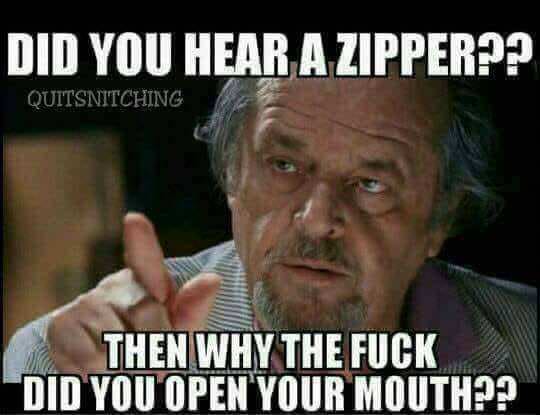 DID YOU HEAR A ZIPPER??
QUITSNITCHING
THEN WHY THE FUCK
DID YOU OPEN YOUR MOUTH??